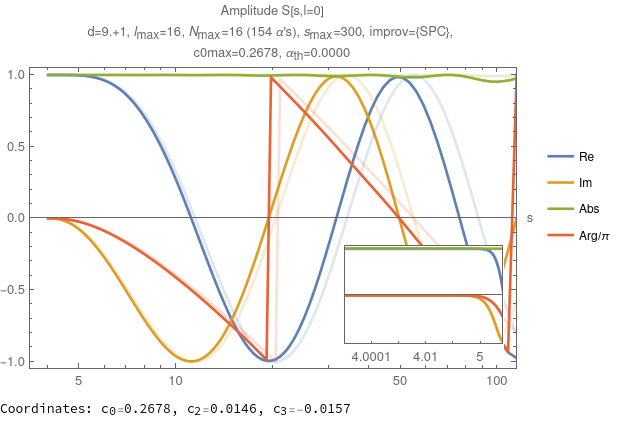 Amplitude S[s,l=0]
d=9.+1, lmax=16, Nmax=16 (154 α's), smax=300, improv={SPC},
c0max=0.2678, αth=0.0000
1.0
0.5
0.0
−0.5
−1.0
5
10
50
100
s
Re
Im
Abs
Arg/π
4.0001
4.01
5
Coordinates: c0=0.2678, c2=0.0146, c3=-0.0157